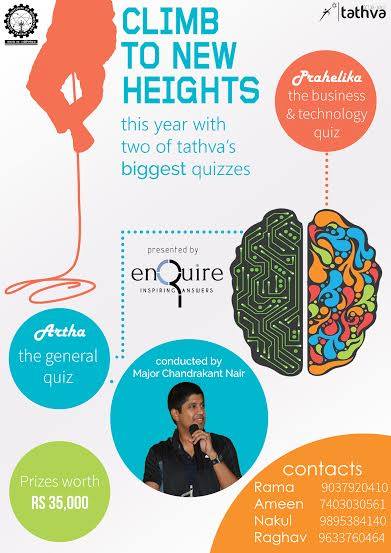 tathva
CLIMB
TO NEW
HEIGHTS
this year with
two of tathva's
biggest quizzes
Prahelika
the business
& technology
quiz
presented by
enQuire
INSPIRING ANSWERS
Artha
the general
quiz
conducted by
Major Chandrakant Nair
Prizes worth
RS 35,000
contacts
Rama 9037920410
Ameen 7403030561
Nakul 9895384140
Raghav 9633760464